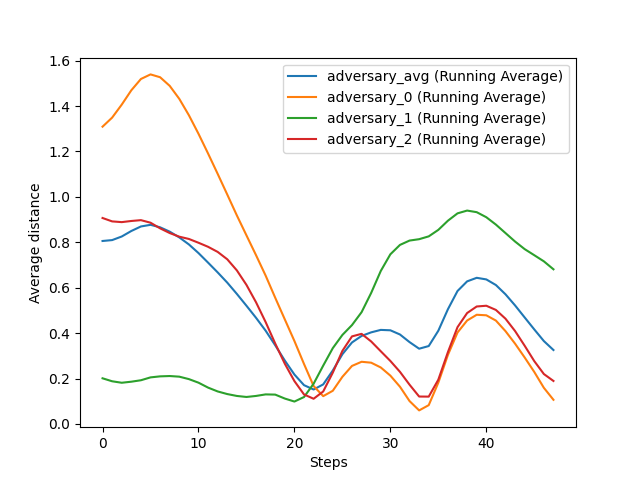 adversary_avg (Running Average)
adversary_0 (Running Average)
adversary_1 (Running Average)
adversary_2 (Running Average)
Average distance
1.6
1.4
1.2
1.0
0.8
0.6
0.4
0.2
0.0
0 10 20 30 40
Steps